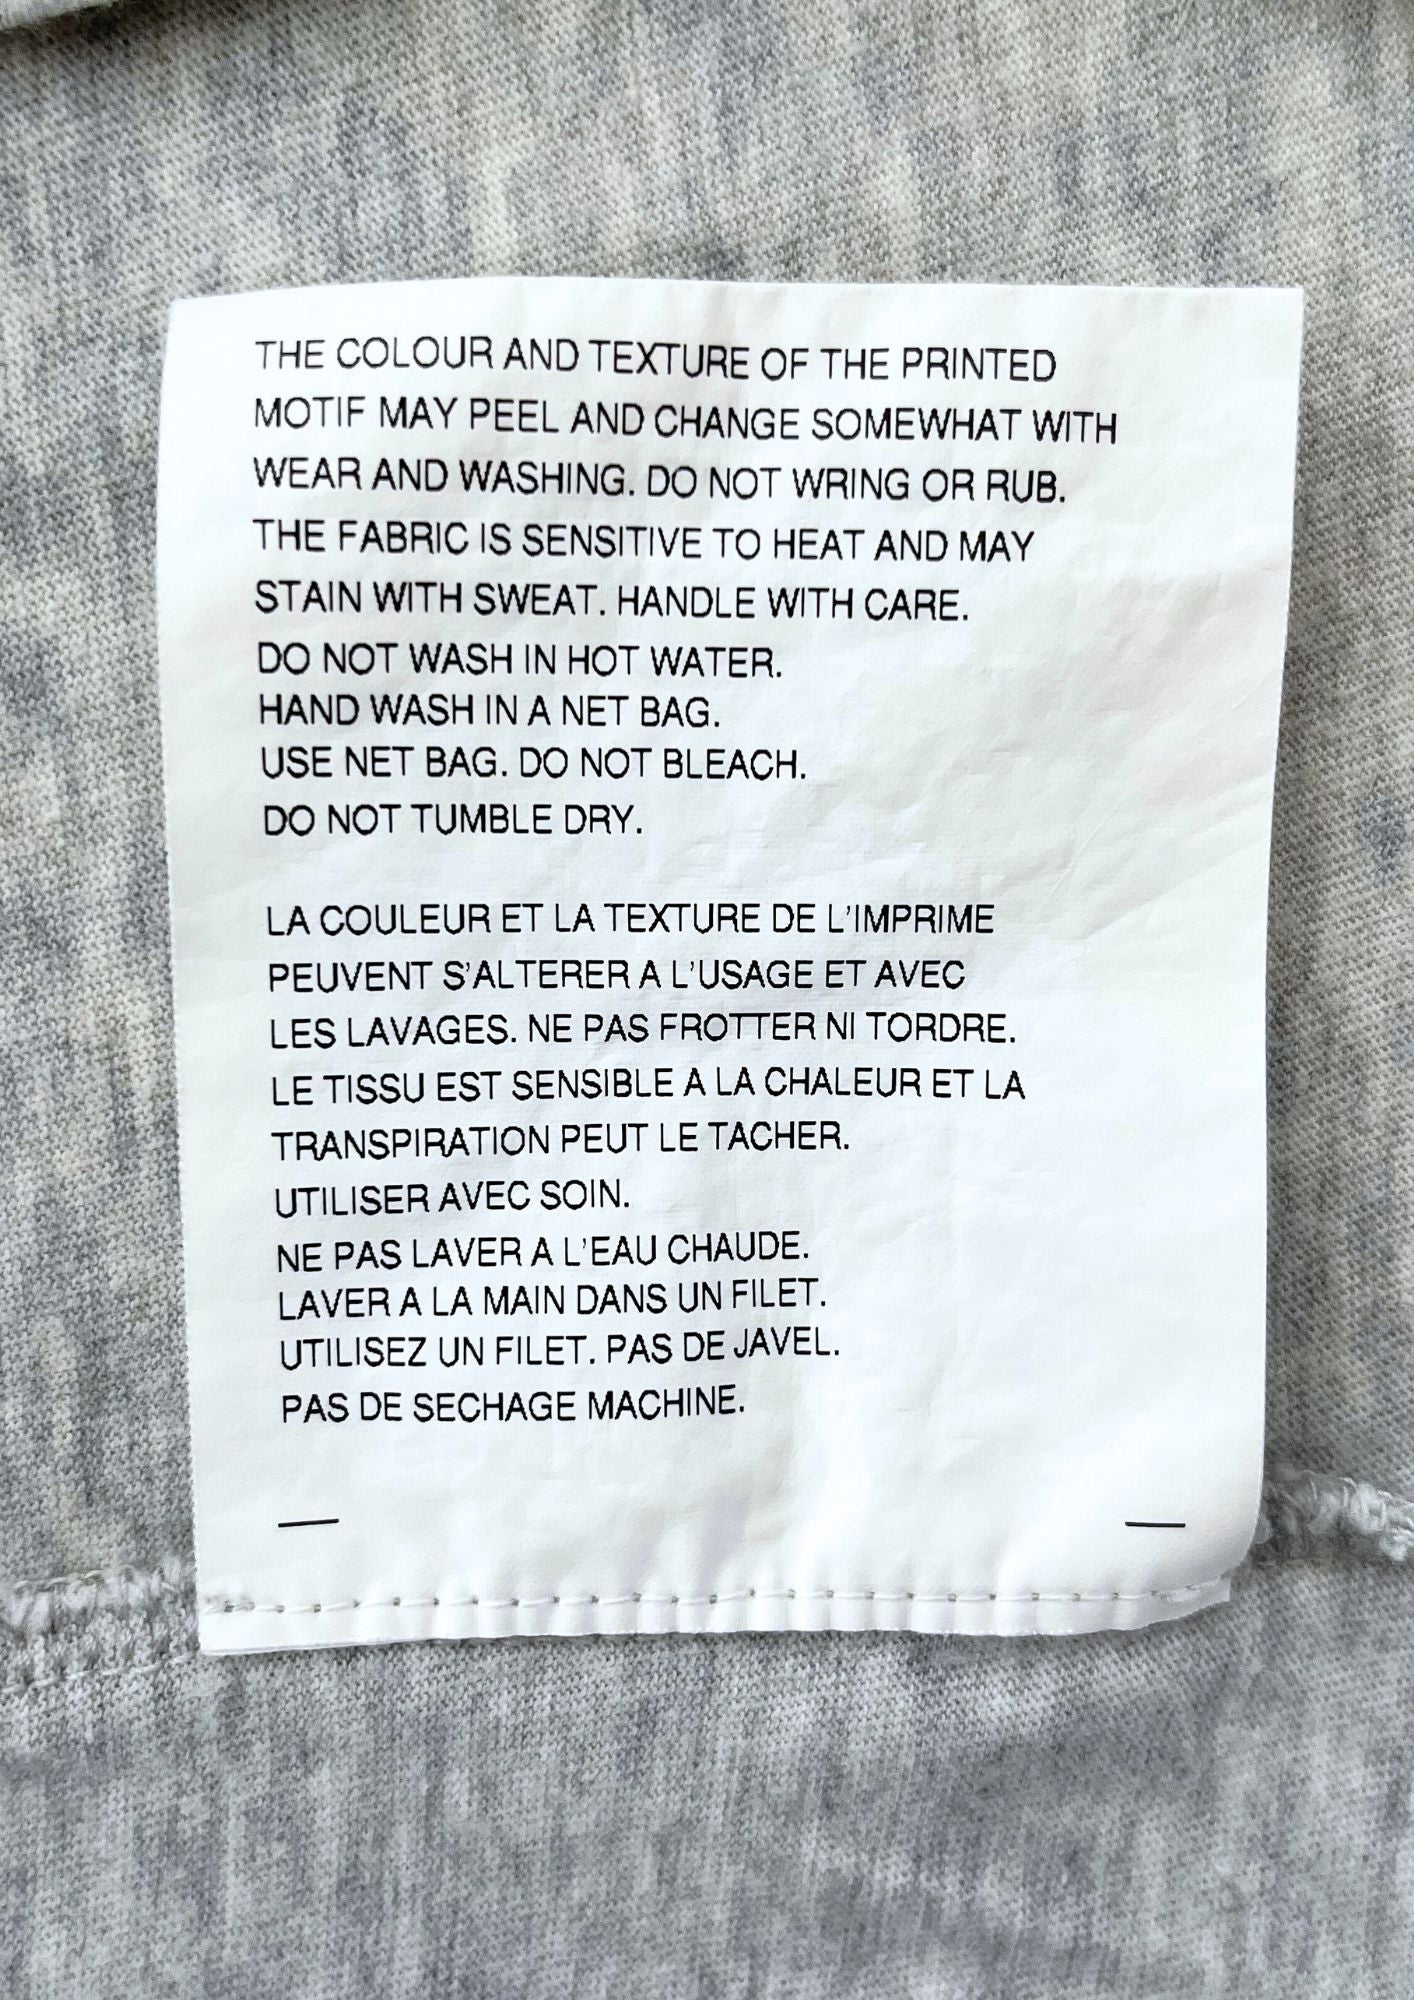 THE COLOUR AND TEXTURE OF THE PRINTED
MOTIF MAY PEEL AND CHANGE SOMEWHAT WITH
WEAR AND WASHING. DO NOT WRING OR RUB.
THE FABRIC IS SENSITIVE TO HEAT AND MAY
STAIN WITH SWEAT. HANDLE WITH CARE.
DO NOT WASH IN HOT WATER.
HAND WASH IN A NET BAG.
USE NET BAG. DO NOT BLEACH.
DO NOT TUMBLE DRY.
LA COULEUR ET LA TEXTURE DE L'IMPRIME
PEUVENT S'ALTERER A L'USAGE ET AVEC
LES LAVAGES. NE PAS FROTTER NI TORDRE.
LE TISSU EST SENSIBLE A LA CHALEUR ET LA
TRANSPIRATION PEUT LE TACHER.
UTILISER AVEC SOIN.
NE PAS LAVER A L'EAU CHAUDE.
LAVER A LA MAIN DANS UN FILET.
UTILISEZ UN FILET. PAS DE JAVEL.
PAS DE SECHAGE MACHINE.